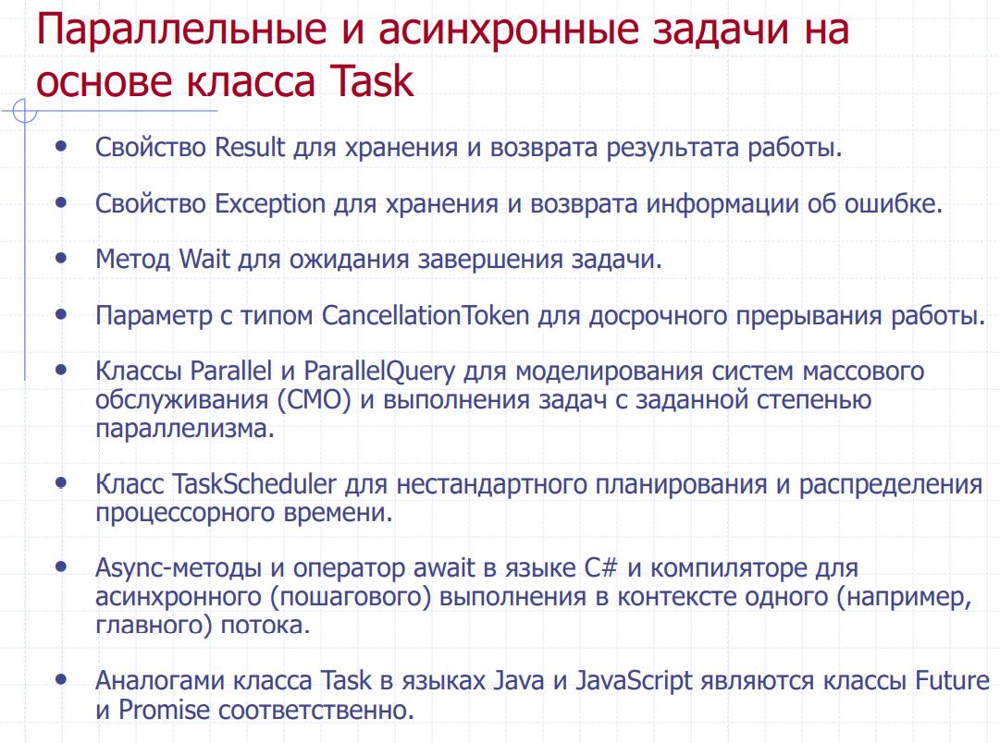 Параллельные и асинхронные задачи на
основе класса Task
• Свойство Result для хранения и возврата результата работы.
• Свойство Exception для хранения и возврата информации об ошибке.
• Метод Wait для ожидания завершения задачи.
• Параметр с типом CancellationToken для досрочного прерывания работы.
• Классы Parallel и ParallelQuery для моделирования систем массового
обслуживания (СМО) и выполнения задач с заданной степенью
параллелизма.
• Класс TaskScheduler для нестандартного планирования и распределения
процессорного времени.
• Async-методы и оператор await в языке C# и компиляторе для
асинхронного (пошагового) выполнения в контексте одного (например,
главного) потока.
• Аналогами класса Task в языках Java и JavaScript являются классы Future
и Promise соответственно.